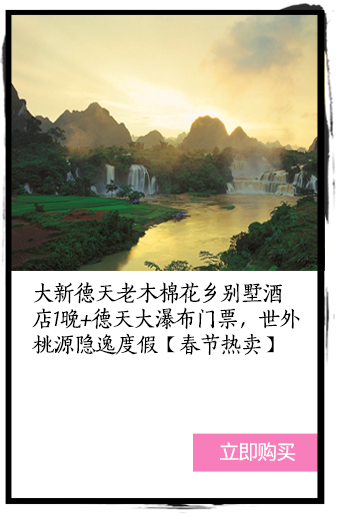 大新德天老木棉花乡别墅酒
店1晚+德天大瀑布门票，世外
桃源隐逸度假【春节热卖】
立即购买